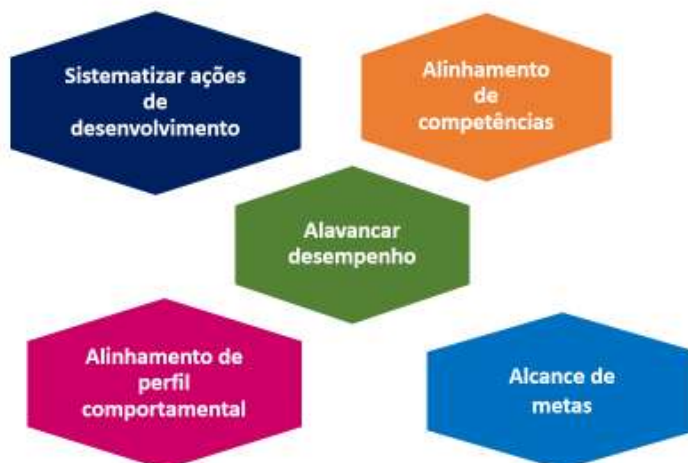 Sistematizar ações
de
desenvolvimento
Alinhamento
de
competências
Alavancar
desempenho
Alinhamento de
perfil
comportamental
Alcance de
metas